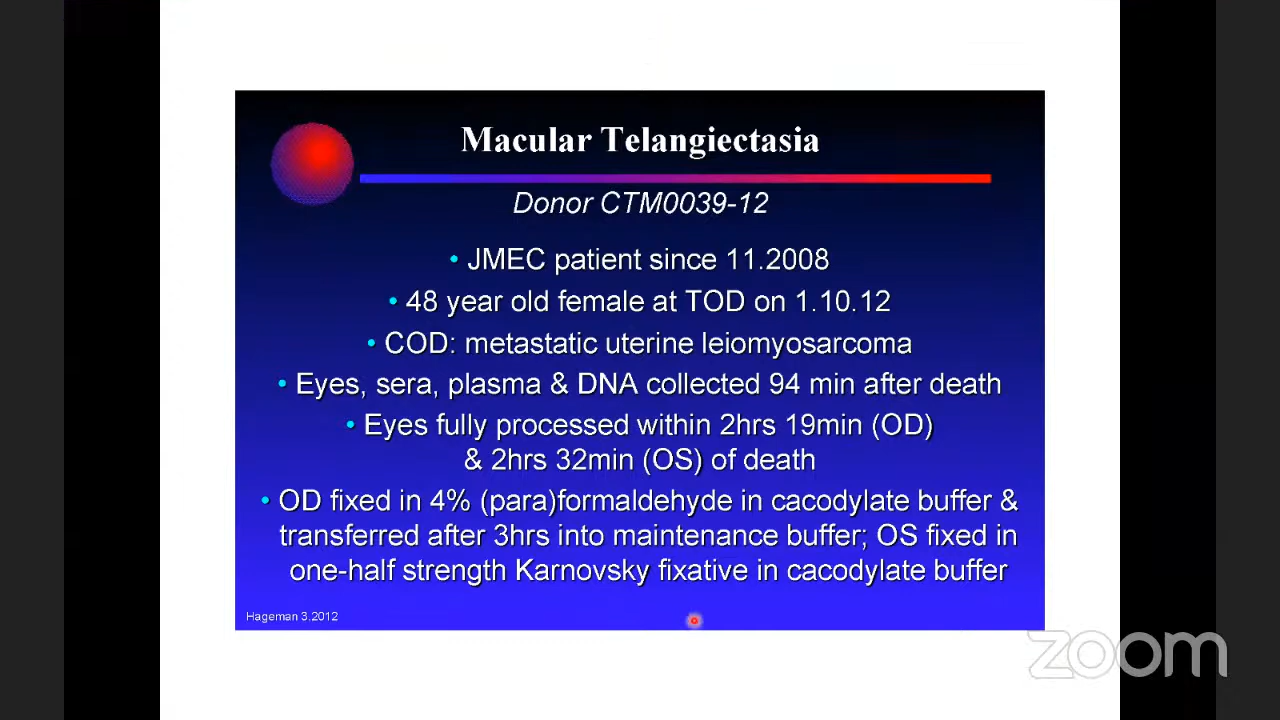 Macular Telangiectasia
Donor CTM0039-12
• JMEC patient since 11.2008
• 48 year old female at TOD on 1.10.12
• COD: metastatic uterine leiomyosarcoma
• Eyes, sera, plasma & DNA collected 94 min after death
• Eyes fully processed within 2hrs 19min (OD)
& 2hrs 32min (OS) of death
• OD fixed in 4% (para)formaldehyde in cacodylate buffer &
transferred after 3hrs into maintenance buffer; OS fixed in
one-half strength Karnovsky fixative in cacodylate buffer
Hageman 3.2012
zoom